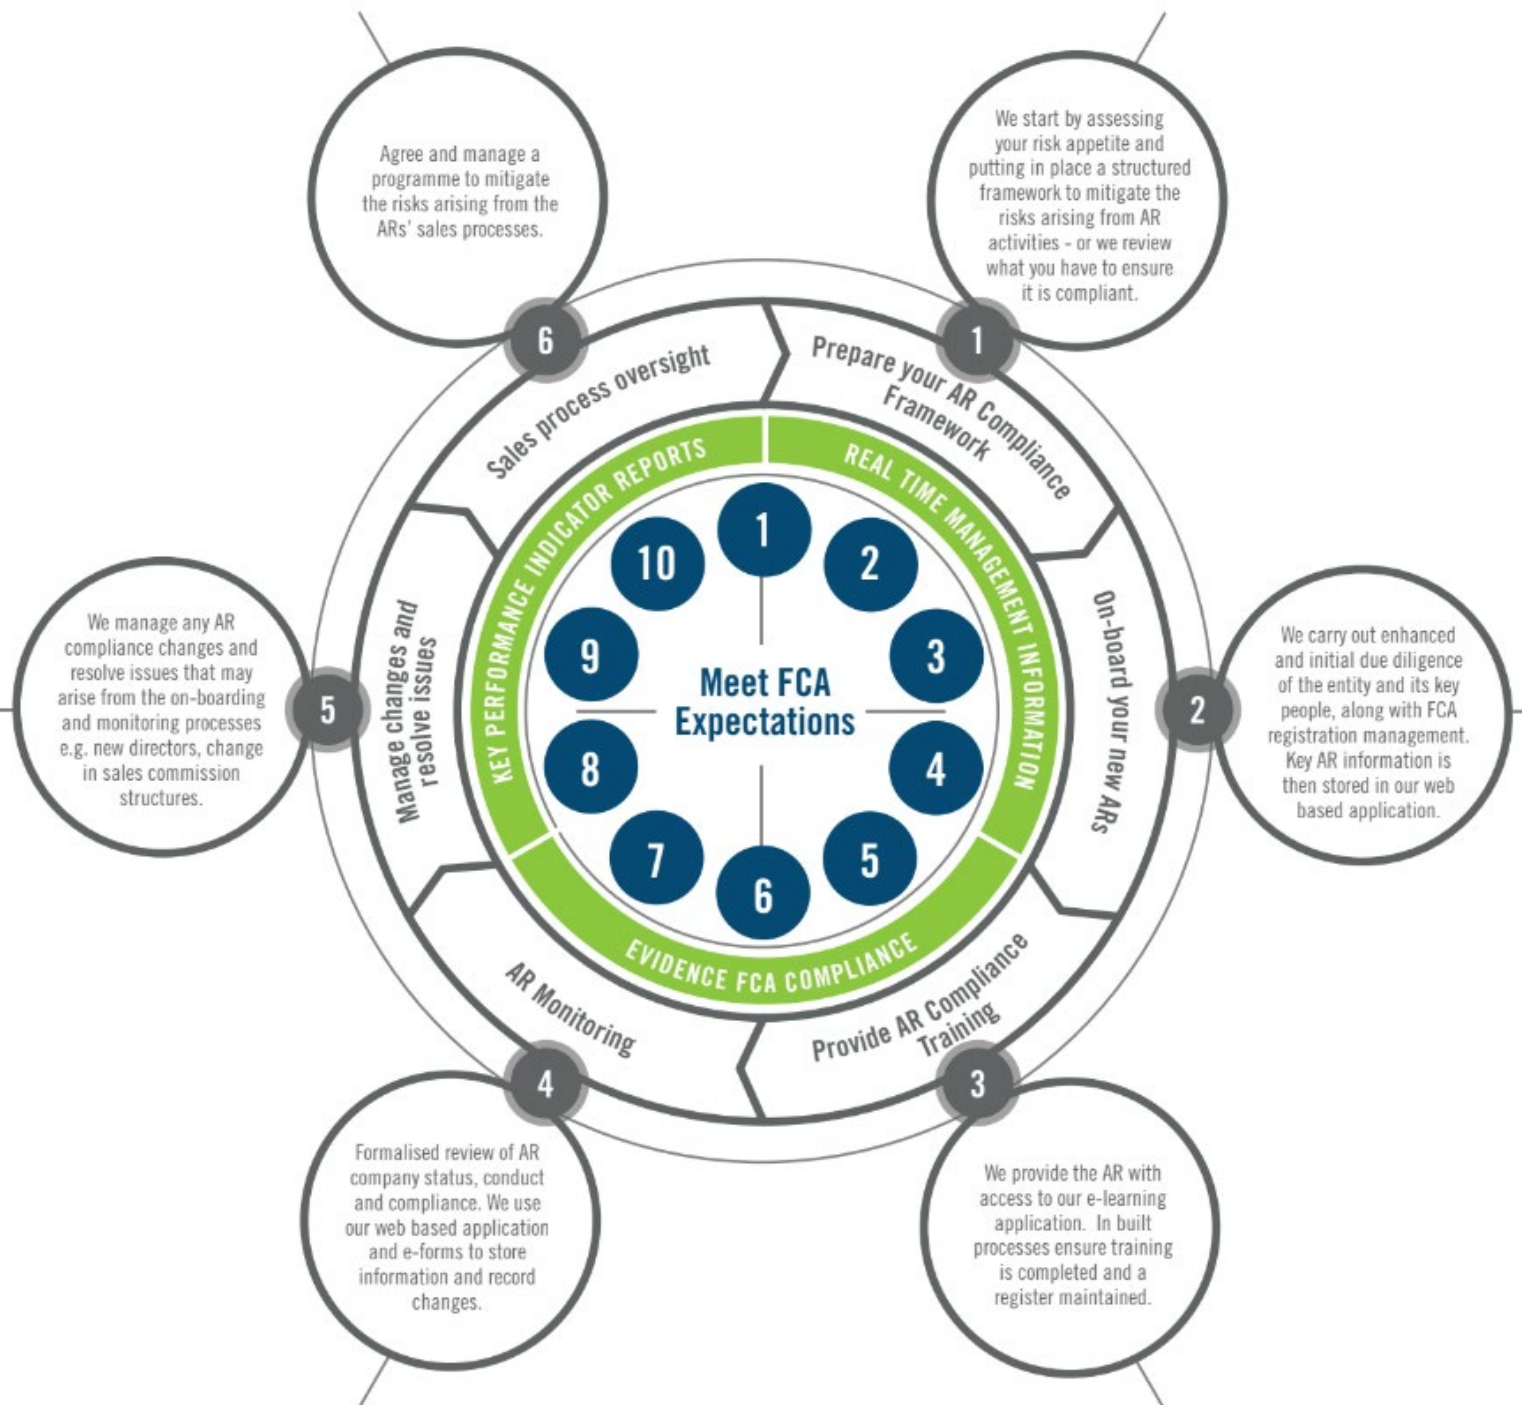 We start by assessing
your risk appetite and
putting in place a structured
framework to mitigate the
risks arising from AR
activities - or we review
what you have to ensure
it is compliant.
1
Prepare your AR Compliance
Framework
We carry out enhanced
and initial due diligence
of the entity and its key
people, along with FCA
registration management.
Key AR information is
then stored in our web
based application.
2
On-board your new ARs
We provide the AR with
access to our e-learning
application. In built
processes ensure training
is completed and a
register maintained.
3
Provide AR Compliance
Training
Formalised review of AR
company status, conduct
and compliance. We use
our web based application
and e-forms to store
information and record
changes.
4
AR Monitoring
We manage any AR
compliance changes and
resolve issues that may
arise from the on-boarding
and monitoring processes
e.g. new directors, change
in sales commission
structures.
5
Manage changes and
resolve issues
Agree and manage a
programme to mitigate
the risks arising from the
ARs' sales processes.
6
Sales process oversight
REAL TIME MANAGEMENT INFORMATION
EVIDENCE FCA COMPLIANCE
KEY PERFORMANCE INDICATOR REPORTS
1
2
3
4
5
6
7
8
9
10
Meet FCA
Expectations